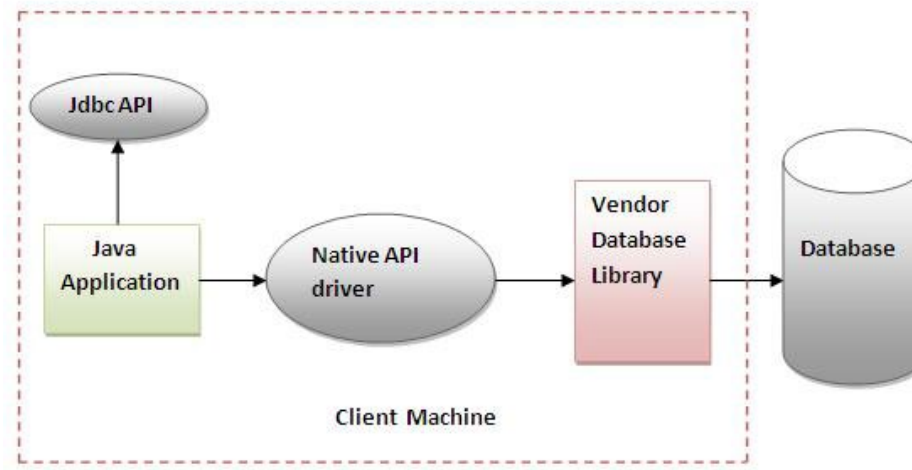 Jdbc API
Java
Application
Native API
driver
Vendor
Database
Library
Database
Client Machine